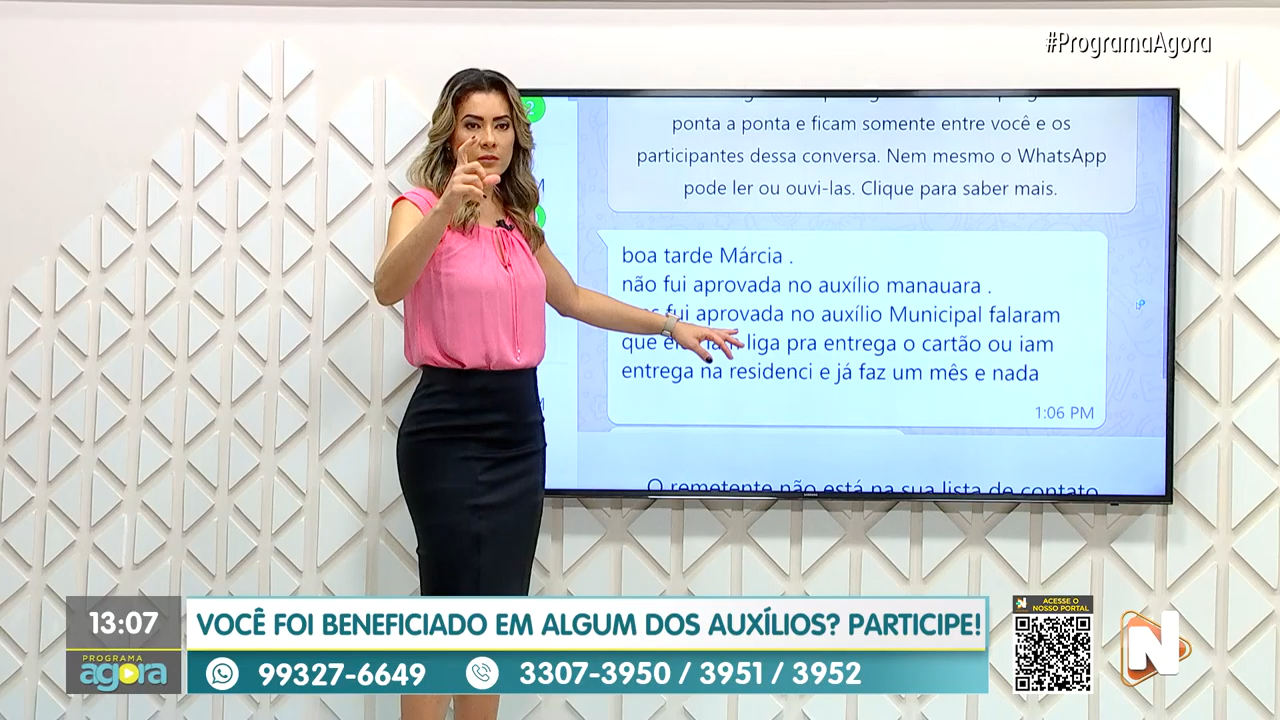 #ProgramaAgora
2
ponta a ponta e ficam somente entre você e os
participantes dessa conversa. Nem mesmo o WhatsApp
pode ler ou ouvi-las. Clique para saber mais.
boa tarde Márcia .
não fui aprovada no auxílio manauara .
fui aprovada no auxílio Municipal falaram
que liga pra entrega o cartão ou iam
entrega na residenci e já faz um mês e nada
1:06 PM
O remetente não está na sua lista de contato
SAMSUNG
13:07
VOCÊ FOI BENEFICIADO EM ALGUM DOS AUXÍLIOS? PARTICIPE!
PROGRAMA
agora
99327-6649
3307-3950 / 3951 / 3952
ACESSE O
NOSSO PORTAL
N